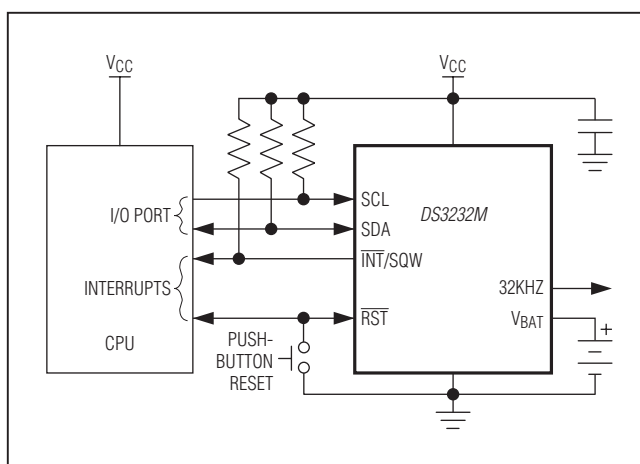 VCC
VCC
SCL
I/O PORT
DS3232M
SDA
INT/SQW
INTERRUPTS
32KHZ
RST
VBAT
+
CPU
PUSH-
BUTTON
RESET